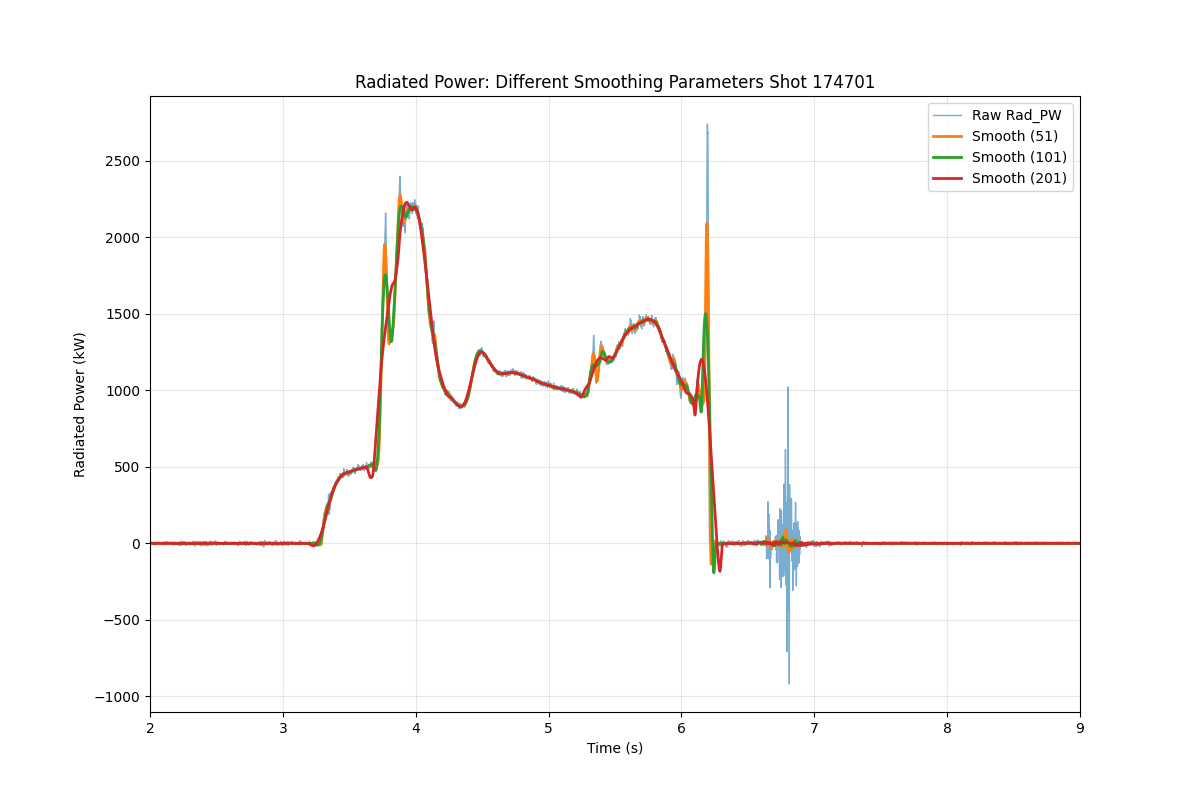 Radiated Power: Different Smoothing Parameters Shot 174701
Raw Rad_PW
Smooth (51)
Smooth (101)
Smooth (201)
Radiated Power (kW)
2500
2000
1500
1000
500
0
−500
−1000
2 3 4 5 6 7 8 9
Time (s)